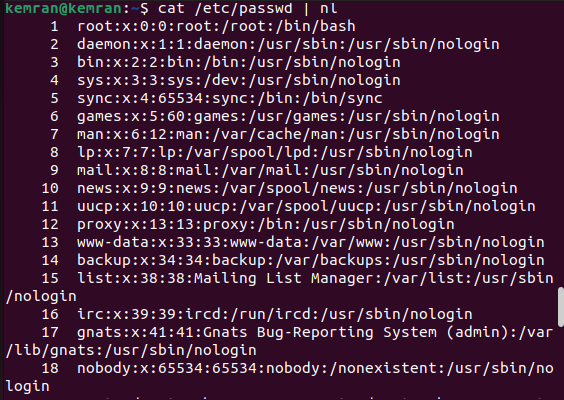 kemran@kemran:~$ cat /etc/passwd | nl
1 root:x:0:0:root:/root:/bin/bash
2 daemon:x:1:1:daemon:/usr/sbin:/usr/sbin/nologin
3 bin:x:2:2:bin:/bin:/usr/sbin/nologin
4 sys:x:3:3:sys:/dev:/usr/sbin/nologin
5 sync:x:4:65534:sync:/bin:/bin/sync
6 games:x:5:60:games:/usr/games:/usr/sbin/nologin
7 man:x:6:12:man:/var/cache/man:/usr/sbin/nologin
8 lp:x:7:7:lp:/var/spool/lpd:/usr/sbin/nologin
9 mail:x:8:8:mail:/var/mail:/usr/sbin/nologin
10 news:x:9:9:news:/var/spool/news:/usr/sbin/nologin
11 uucp:x:10:10:uucp:/var/spool/uucp:/usr/sbin/nologin
12 proxy:x:13:13:proxy:/bin:/usr/sbin/nologin
13 www-data:x:33:33:www-data:/var/www:/usr/sbin/nologin
14 backup:x:34:34:backup:/var/backups:/usr/sbin/nologin
15 list:x:38:38:Mailing List Manager:/var/list:/usr/sbin
/nologin
16 irc:x:39:39:ircd:/run/ircd:/usr/sbin/nologin
17 gnats:x:41:41:Gnats Bug-Reporting System (admin):/var
/lib/gnats:/usr/sbin/nologin
18 nobody:x:65534:65534:nobody:/nonexistent:/usr/sbin/no
login